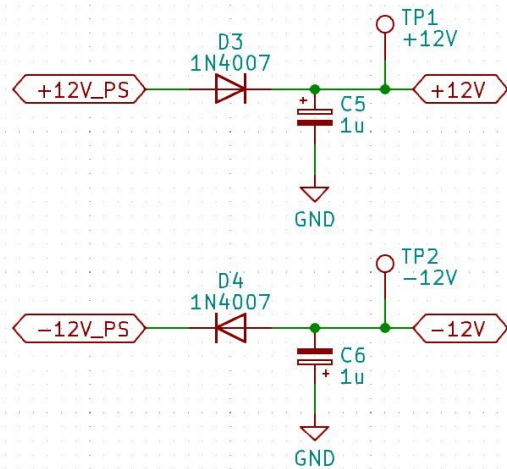 TP1
+12V
D3
1N4007
+12V_PS
+12V
+
C5
1u
GND
TP2
-12V
D4
1N4007
-12V_PS
-12V
C6
+
1u
GND